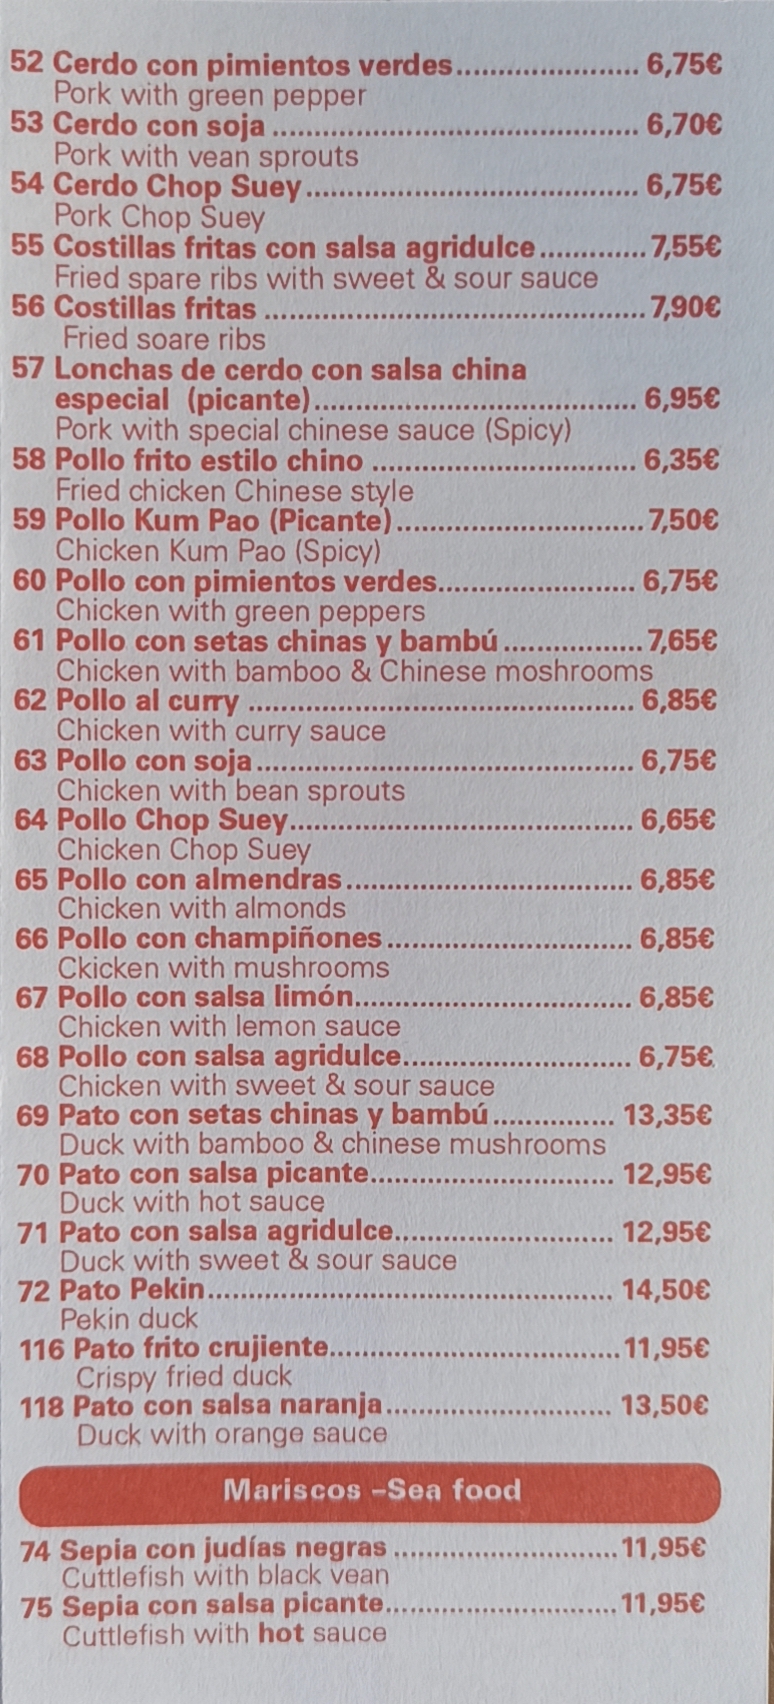 52 Cerdo con pimientos verdes...................... 6,75€
Pork with green pepper
53 Cerdo con soja ............................................ 6,70€
Pork with vean sprouts
54 Cerdo Chop Suey........................................ 6,75€
Pork Chop Suey
55 Costillas fritas con salsa agridulce............. 7,55€
Fried spare ribs with sweet & sour sauce
56 Costillas fritas .............................................. 7,90€
Fried soare ribs
57 Lonchas de cerdo con salsa china
especial (picante)....................................... 6,95€
Pork with special chinese sauce (Spicy)
58 Pollo frito estilo chino ................................ 6,35€
Fried chicken Chinese style
59 Pollo Kum Pao (Picante).............................. 7,50€
Chicken Kum Pao (Spicy)
60 Pollo con pimientos verdes........................ 6,75€
Chicken with green peppers
61 Pollo con setas chinas y bambú ................. 7,65€
Chicken with bamboo & Chinese moshrooms
62 Pollo al curry ............................................... 6,85€
Chicken with curry sauce
63 Pollo con soja.............................................. 6,75€
Chicken with bean sprouts
64 Pollo Chop Suey.......................................... 6,65€
Chicken Chop Suey
65 Pollo con almendras................................... 6,85€
Chicken with almonds
66 Pollo con champiñones.............................. 6,85€
Ckicken with mushrooms
67 Pollo con salsa limón................................. 6,85€
Chicken with lemon sauce
68 Pollo con salsa agridulce............................ 6,75€
Chicken with sweet & sour sauce
69 Pato con setas chinas y bambú............... 13,35€
Duck with bamboo & chinese mushrooms
70 Pato con salsa picante.............................. 12,95€
Duck with hot sauce
71 Pato con salsa agridulce........................... 12,95€
Duck with sweet & sour sauce
72 Pato Pekin.................................................. 14,50€
Pekin duck
116 Pato frito crujiente................................... 11,95€
Crispy fried duck
118 Pato con salsa naranja............................ 13,50€
Duck with orange sauce
Mariscos –Sea food
74 Sepia con judías negras ........................... 11,95€
Cuttlefish with black vean
75 Sepia con salsa picante............................ 11,95€
Cuttlefish with hot sauce